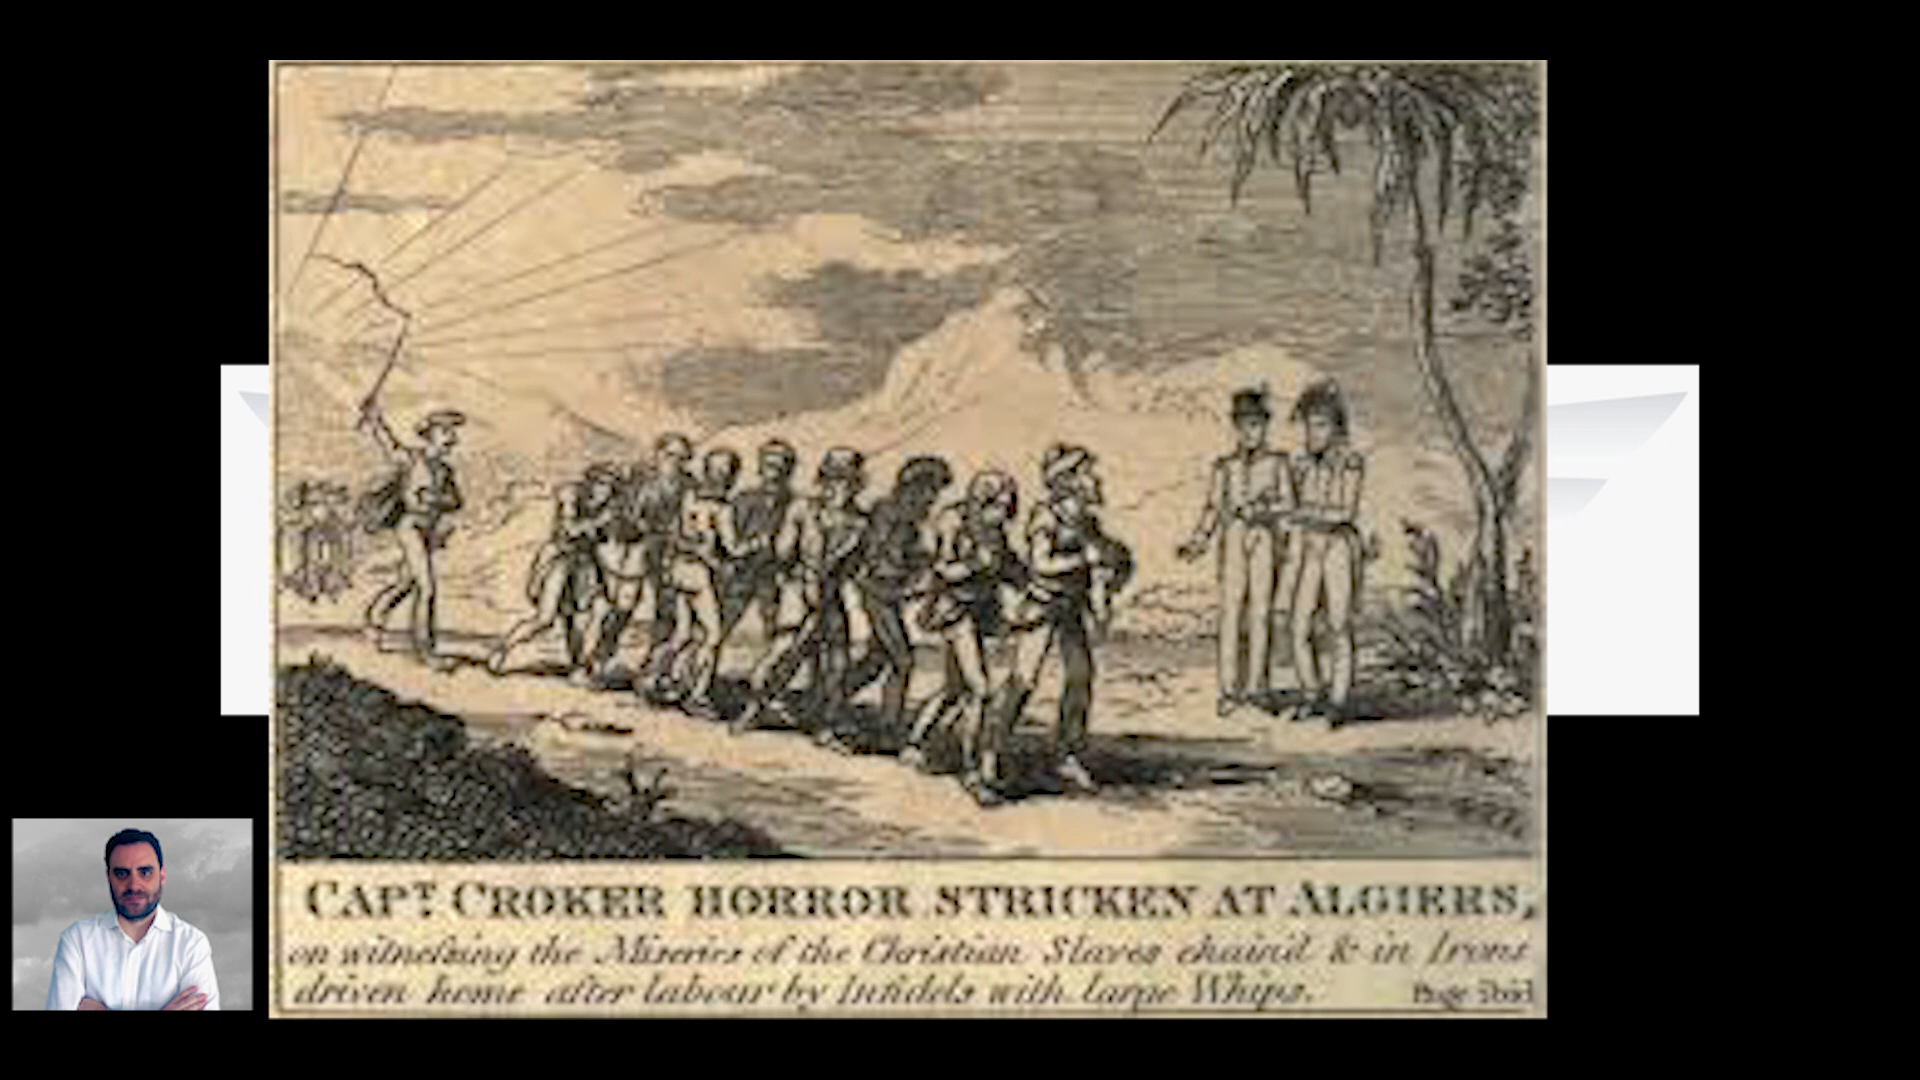 CAPT. CROKER HORROR STRICKEN AT ALGIERS,
on witneſsing the Miseries of the Christian Slaves chain'd & in Irons
driven home after labour by Infidels with large Whips.
Page